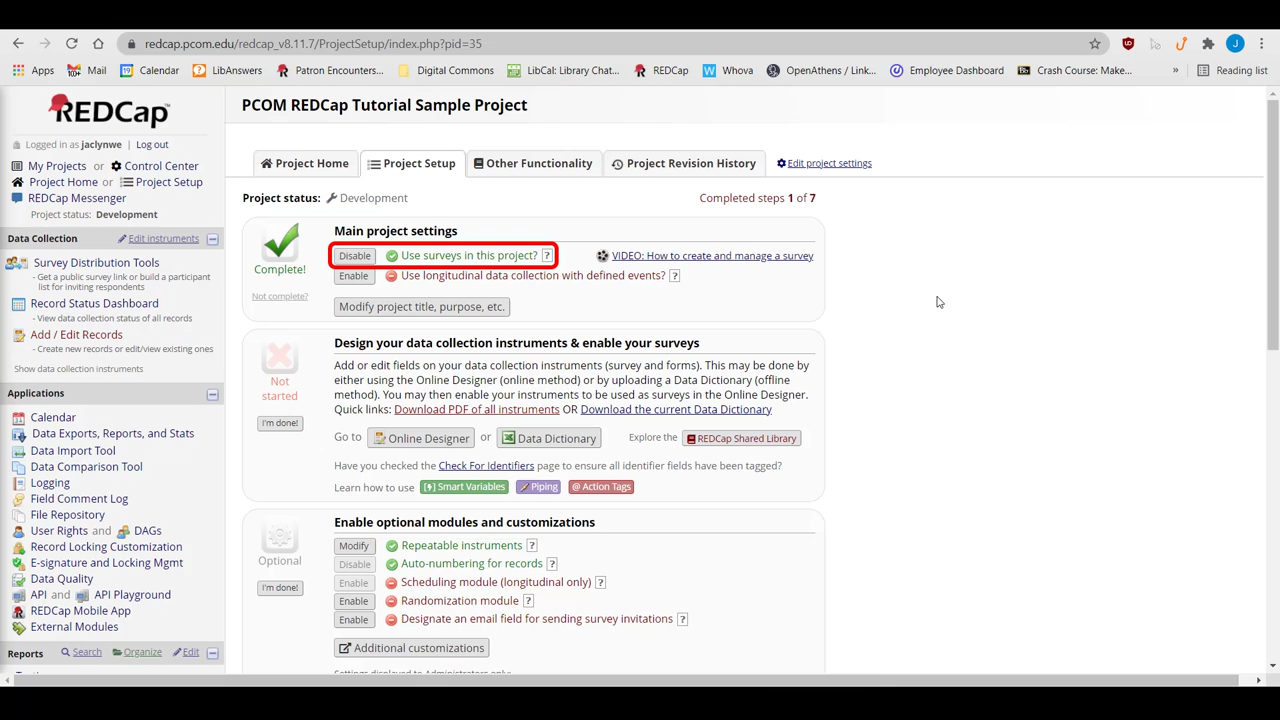 redcap.pcom.edu/redcap_v8.11.7/ProjectSetup/index.php?pid=35
Apps 10+ Mail 19 Calendar LibAnswers Patron Encounters... Digital Commons LibCal: Library Chat... REDCap Whova OpenAthens / Link... Employee Dashboard Crash Course: Make... » Reading list
REDCap
Logged in as jaclynwe Log out
My Projects or Control Center
Project Home or Project Setup
REDCap Messenger
Project status: Development
Data Collection Edit instruments
Survey Distribution Tools
- Get a public survey link or build a participant
list for inviting respondents
Record Status Dashboard
- View data collection status of all records
Add / Edit Records
- Create new records or edit/view existing ones
Show data collection instruments
Applications
Calendar
Data Exports, Reports, and Stats
Data Import Tool
Data Comparison Tool
Logging
Field Comment Log
File Repository
User Rights and DAGs
Record Locking Customization
E-signature and Locking Mgmt
Data Quality
API and API Playground
REDCap Mobile App
External Modules
Reports Search Organize Edit
PCOM REDCap Tutorial Sample Project
Project Home Project Setup Other Functionality Project Revision History Edit project settings
Project status: Development Completed steps 1 of 7
Complete!
Not complete?
Main project settings
Disable Use surveys in this project? ? VIDEO: How to create and manage a survey
Enable Use longitudinal data collection with defined events? ?
Modify project title, purpose, etc.
Not
started
I'm done!
Design your data collection instruments & enable your surveys
Add or edit fields on your data collection instruments (survey and forms). This may be done by
either using the Online Designer (online method) or by uploading a Data Dictionary (offline
method). You may then enable your instruments to be used as surveys in the Online Designer.
Quick links: Download PDF of all instruments OR Download the current Data Dictionary
Go to Online Designer or Data Dictionary Explore the REDCap Shared Library
Have you checked the Check For Identifiers page to ensure all identifier fields have been tagged?
Learn how to use Smart Variables Piping @ Action Tags
Optional
I'm done!
Enable optional modules and customizations
Modify Repeatable instruments ?
Disable Auto-numbering for records ?
Enable Scheduling module (longitudinal only) ?
Enable Randomization module ?
Enable Designate an email field for sending survey invitations ?
Additional customizations